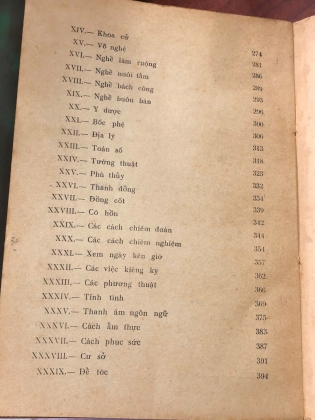 XIV.— Khoa cử 274
XV.— Võ nghệ 281
XVI.— Nghề làm ruộng 286
XVII.— Nghề nuôi tằm 289
XVIII.— Nghề bách công 293
XIX.— Nghề buôn bán 296
XX.— Y dược 300
XXI.— Bốc phệ 306
XXII.— Địa lý 313
XXIII.— Toán số 318
XXIV.— Tướng thuật 323
XXV.— Phù thủy 332
XXVI.— Thanh đồng 334
XXVII.— Đồng cốt 339
XXVIII.— Cô hồn 342
XXIX.— Các cách chiêm đoán 344
XXX.— Các cách chiêm nghiệm 354
XXXI.— Xem ngày kén giờ 357
XXXII.— Các việc kiêng kỵ 362
XXXIII.— Các phương thuật 366
XXXIV.— Tính tình 369
XXXV.— Thanh âm ngôn ngữ 375
XXXVI.— Cách ẩm thực 383
XXXVII.— Cách phục sức 387
XXXVIII.— Cư sở 391
XXXIX.— Để tóc 394